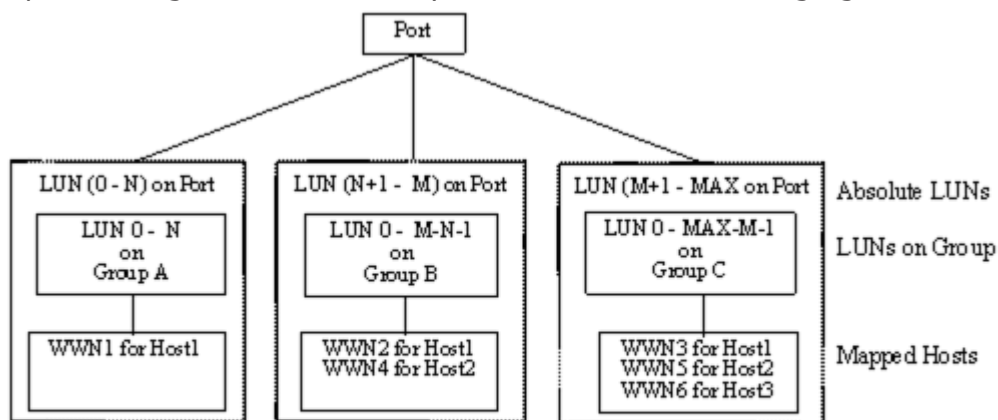 Port
LUN (0 - N) on Port
LUN 0 - N
on
Group A
WWN1 for Host1
LUN (N+1 - M) on Port
LUN 0 - M-N-1
on
Group B
WWN2 for Host1
WWN4 for Host2
LUN (M+1 - MAX on Port
LUN 0 - MAX-M-1
on
Group C
WWN3 for Host1
WWN5 for Host2
WWN6 for Host3
Absolute LUNs
LUNs on Group
Mapped Hosts